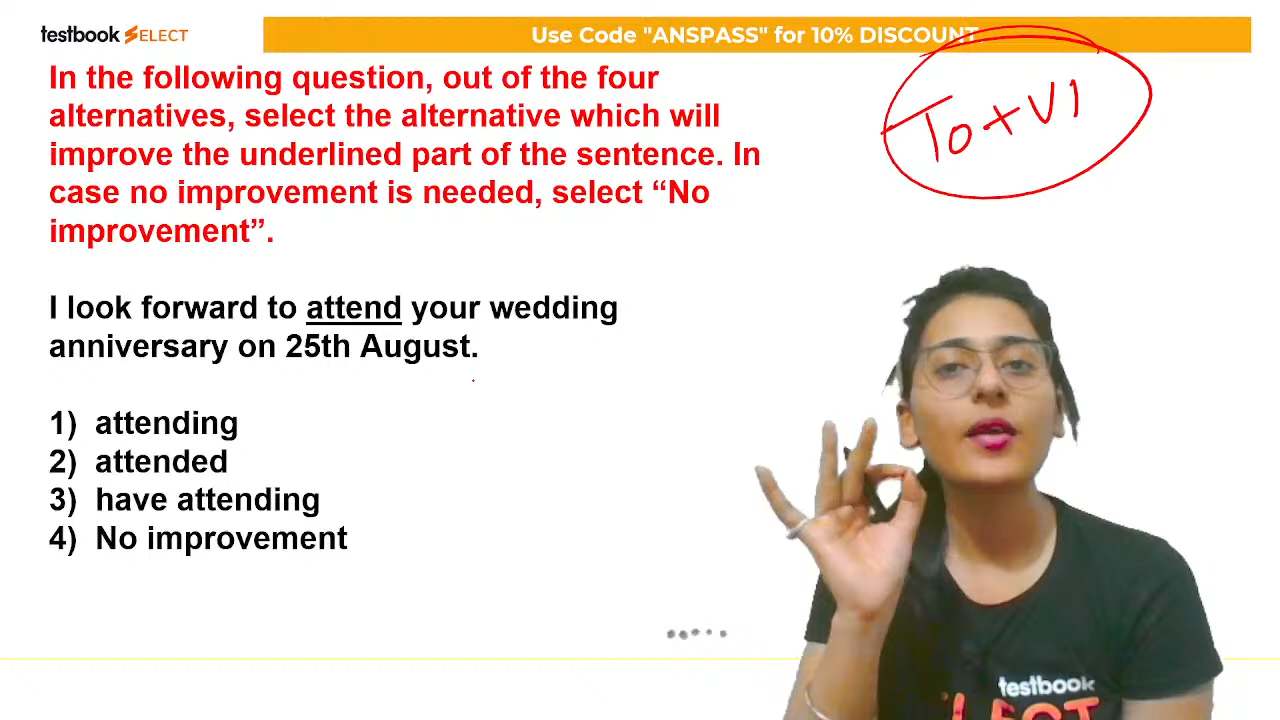 testbook SELECT
Use Code "ANSPASS" for 10% DISCOUNT
In the following question, out of the four
alternatives, select the alternative which will
improve the underlined part of the sentence. In
case no improvement is needed, select “No
improvement”.
To+V1
I look forward to attend your wedding
anniversary on 25th August.
1) attending
2) attended
3) have attending
4) No improvement
testbook
SELECT